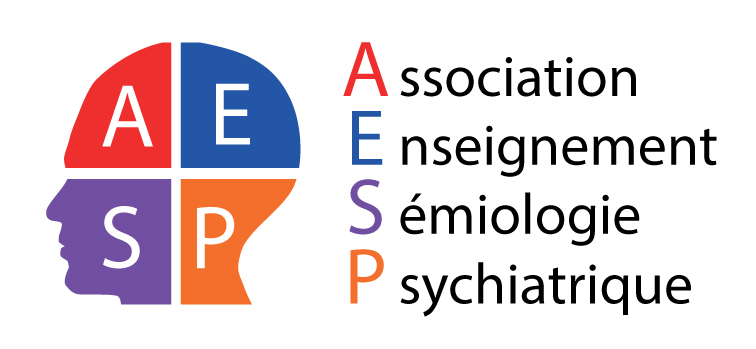 A E
S P
Association
Enseignement
Sémiologie
Psychiatrique